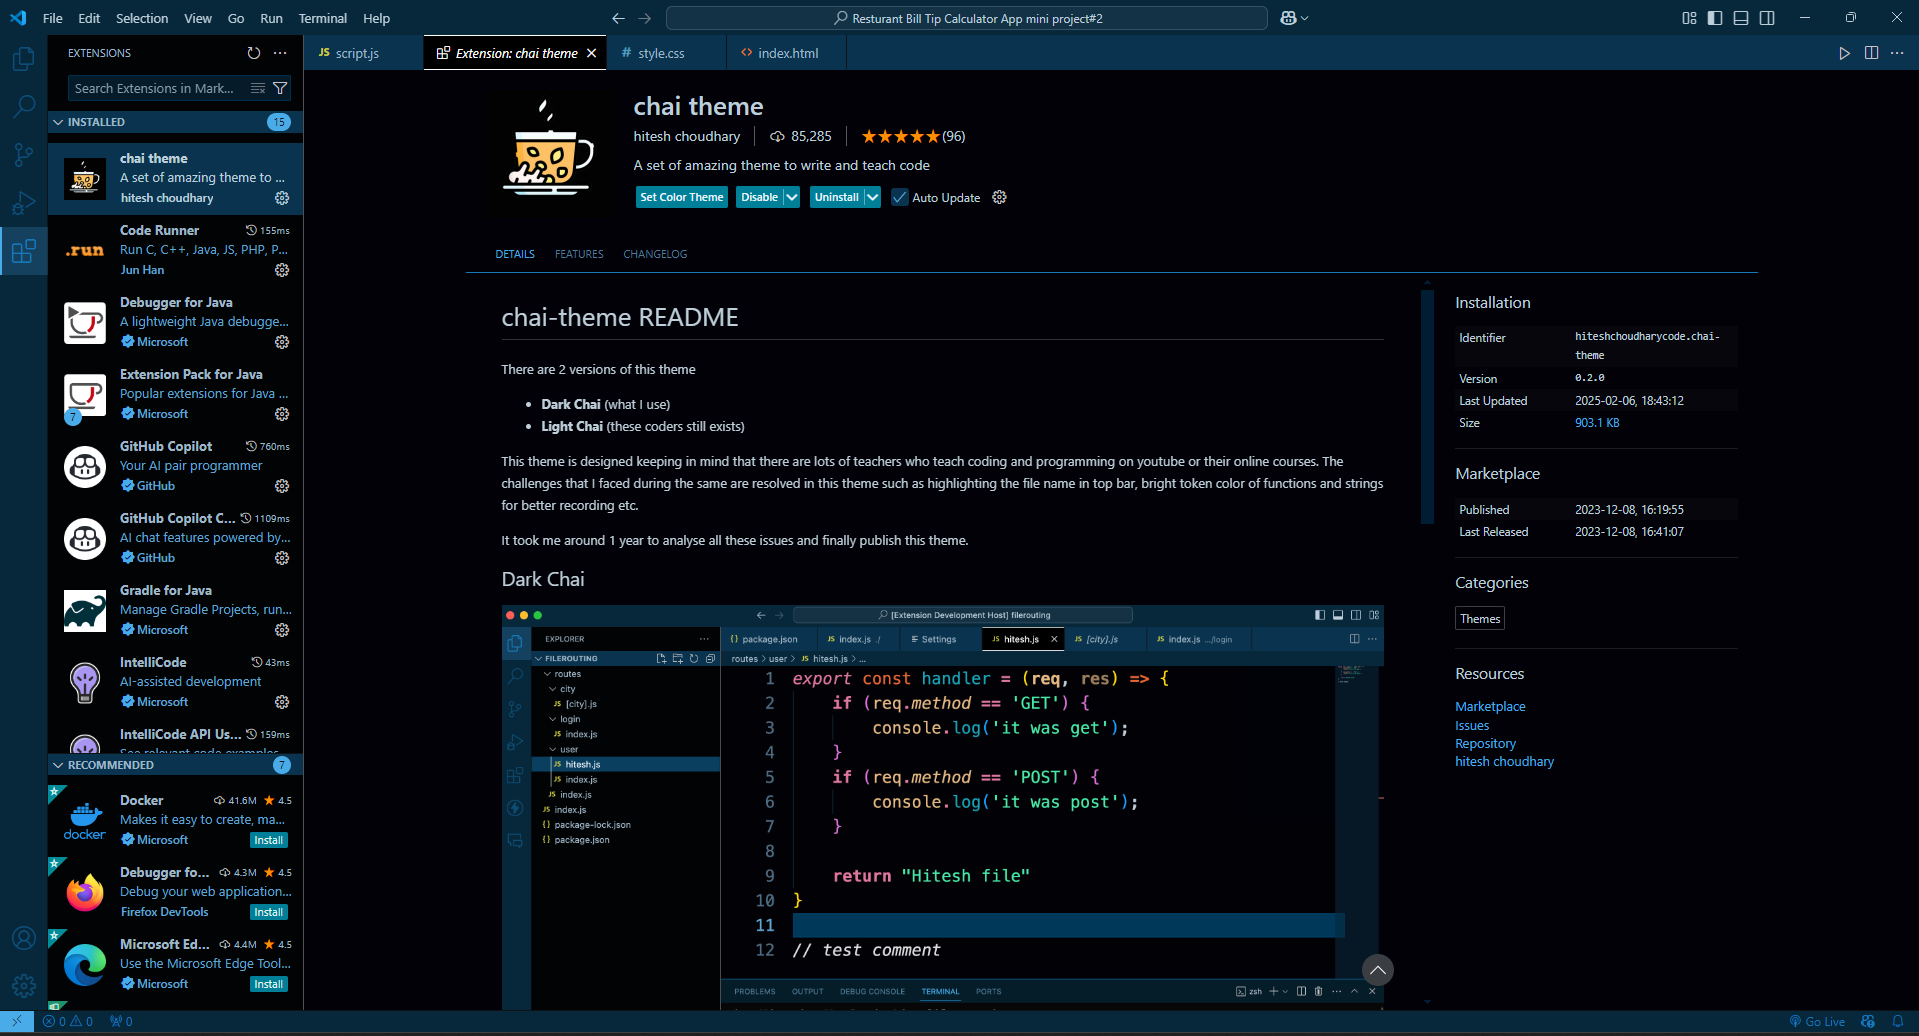 File Edit Selection View Go Run Terminal Help
Resturant Bill Tip Calculator App mini project#2
EXTENSIONS
Search Extensions in Mark...
INSTALLED 15
chai theme
A set of amazing theme to ...
hitesh choudhary
Code Runner 155ms
.run
Run C, C++, Java, JS, PHP, P...
Jun Han
Debugger for Java
A lightweight Java debugge...
Microsoft
Extension Pack for Java
Popular extensions for Java ...
7
Microsoft
GitHub Copilot 760ms
Your AI pair programmer
GitHub
GitHub Copilot C... 1109ms
AI chat features powered by...
GitHub
Gradle for Java
Manage Gradle Projects, run...
Microsoft
IntelliCode 43ms
AI-assisted development
Microsoft
IntelliCode API Us... 159ms
See relevant code examples
RECOMMENDED 7
Docker 41.6M 4.5
docker
Makes it easy to create, ma...
Microsoft Install
Debugger fo... 4.3M 4.5
Debug your web application...
Firefox DevTools Install
Microsoft Ed... 4.4M 4.5
Use the Microsoft Edge Tool...
Microsoft Install
JS script.js
Extension: chai theme
# style.css
<> index.html
chai theme
hitesh choudhary 85,285 (96)
A set of amazing theme to write and teach code
Set Color Theme Disable Uninstall Auto Update
DETAILS FEATURES CHANGELOG
chai-theme README
There are 2 versions of this theme
• Dark Chai (what I use)
• Light Chai (these coders still exists)
This theme is designed keeping in mind that there are lots of teachers who teach coding and programming on youtube or their online courses. The
challenges that I faced during the same are resolved in this theme such as highlighting the file name in top bar, bright token color of functions and strings
for better recording etc.
It took me around 1 year to analyse all these issues and finally publish this theme.
Dark Chai
[Extension Development Host] filerouting
EXPLORER
FILEROUTING
routes
city
JS [city].js
login
JS index.js
user
JS hitesh.js
JS index.js
JS index.js
JS index.js
{} package-lock.json
{} package.json
{} package.json
JS index.js ./
Settings
JS hitesh.js
JS [city].js
JS index.js .../login
routes > user > JS hitesh.js > ...
1 export const handler = (req, res) => {
2 if (req.method == 'GET') {
3 console.log('it was get');
4 }
5 if (req.method == 'POST') {
6 console.log('it was post');
7 }
8
9 return "Hitesh file"
10 }
11
12 // test comment
PROBLEMS OUTPUT DEBUG CONSOLE TERMINAL PORTS
zsh
Installation
Identifier hiteshchoudharycode.chai-
theme
Version 0.2.0
Last Updated 2025-02-06, 18:43:12
Size 903.1 KB
Marketplace
Published 2023-12-08, 16:19:55
Last Released 2023-12-08, 16:41:07
Categories
Themes
Resources
Marketplace
Issues
Repository
hitesh choudhary
0 0 0
Go Live